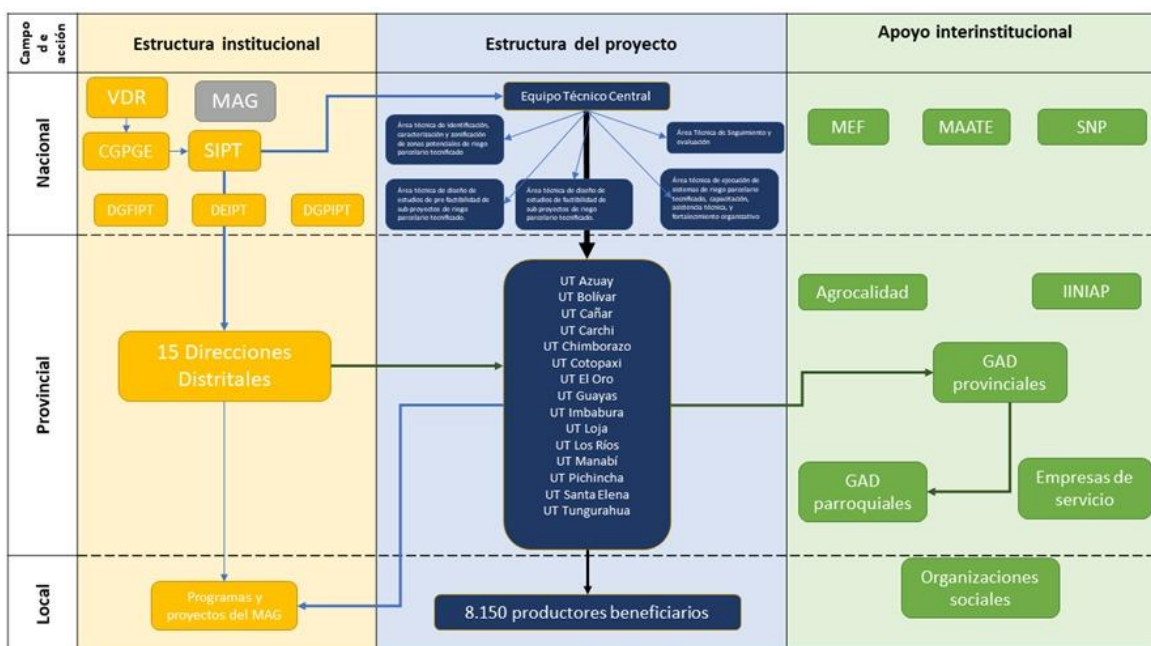 Campo
d e
acción
Estructura institucional
Estructura del proyecto
Apoyo interinstitucional
Nacional
VDR
MAG
CGPGE
SIPT
DGFIPT
DEIPT
DGPIPT
Equipo Técnico Central
Área técnica de identificación,
caracterización y zonificación
de zonas potenciales de riego
parcelario tecnificado
Área Técnica de Seguimiento y
evaluación
Área técnica de diseño de
estudios de pre factibilidad de
sub proyectos de riego
parcelario tecnificado.
Área técnica de diseño de
estudios de factibilidad de
sub proyectos de riego
parcelario tecnificado.
Área técnica de ejecución de
sistemas de riego parcelario
tecnificado, capacitación,
asistencia técnica, y
fortalecimiento organizativo
MEF
MAATE
SNP
Provincial
15 Direcciones
Distritales
UT Azuay
UT Bolívar
UT Cañar
UT Carchi
UT Chimborazo
UT Cotopaxi
UT El Oro
UT Guayas
UT Imbabura
UT Loja
UT Los Ríos
UT Manabí
UT Pichincha
UT Santa Elena
UT Tungurahua
Agrocalidad
IINIAP
GAD
provinciales
GAD
parroquiales
Empresas de
servicio
Local
Programas y
proyectos del MAG
8.150 productores beneficiarios
Organizaciones
sociales